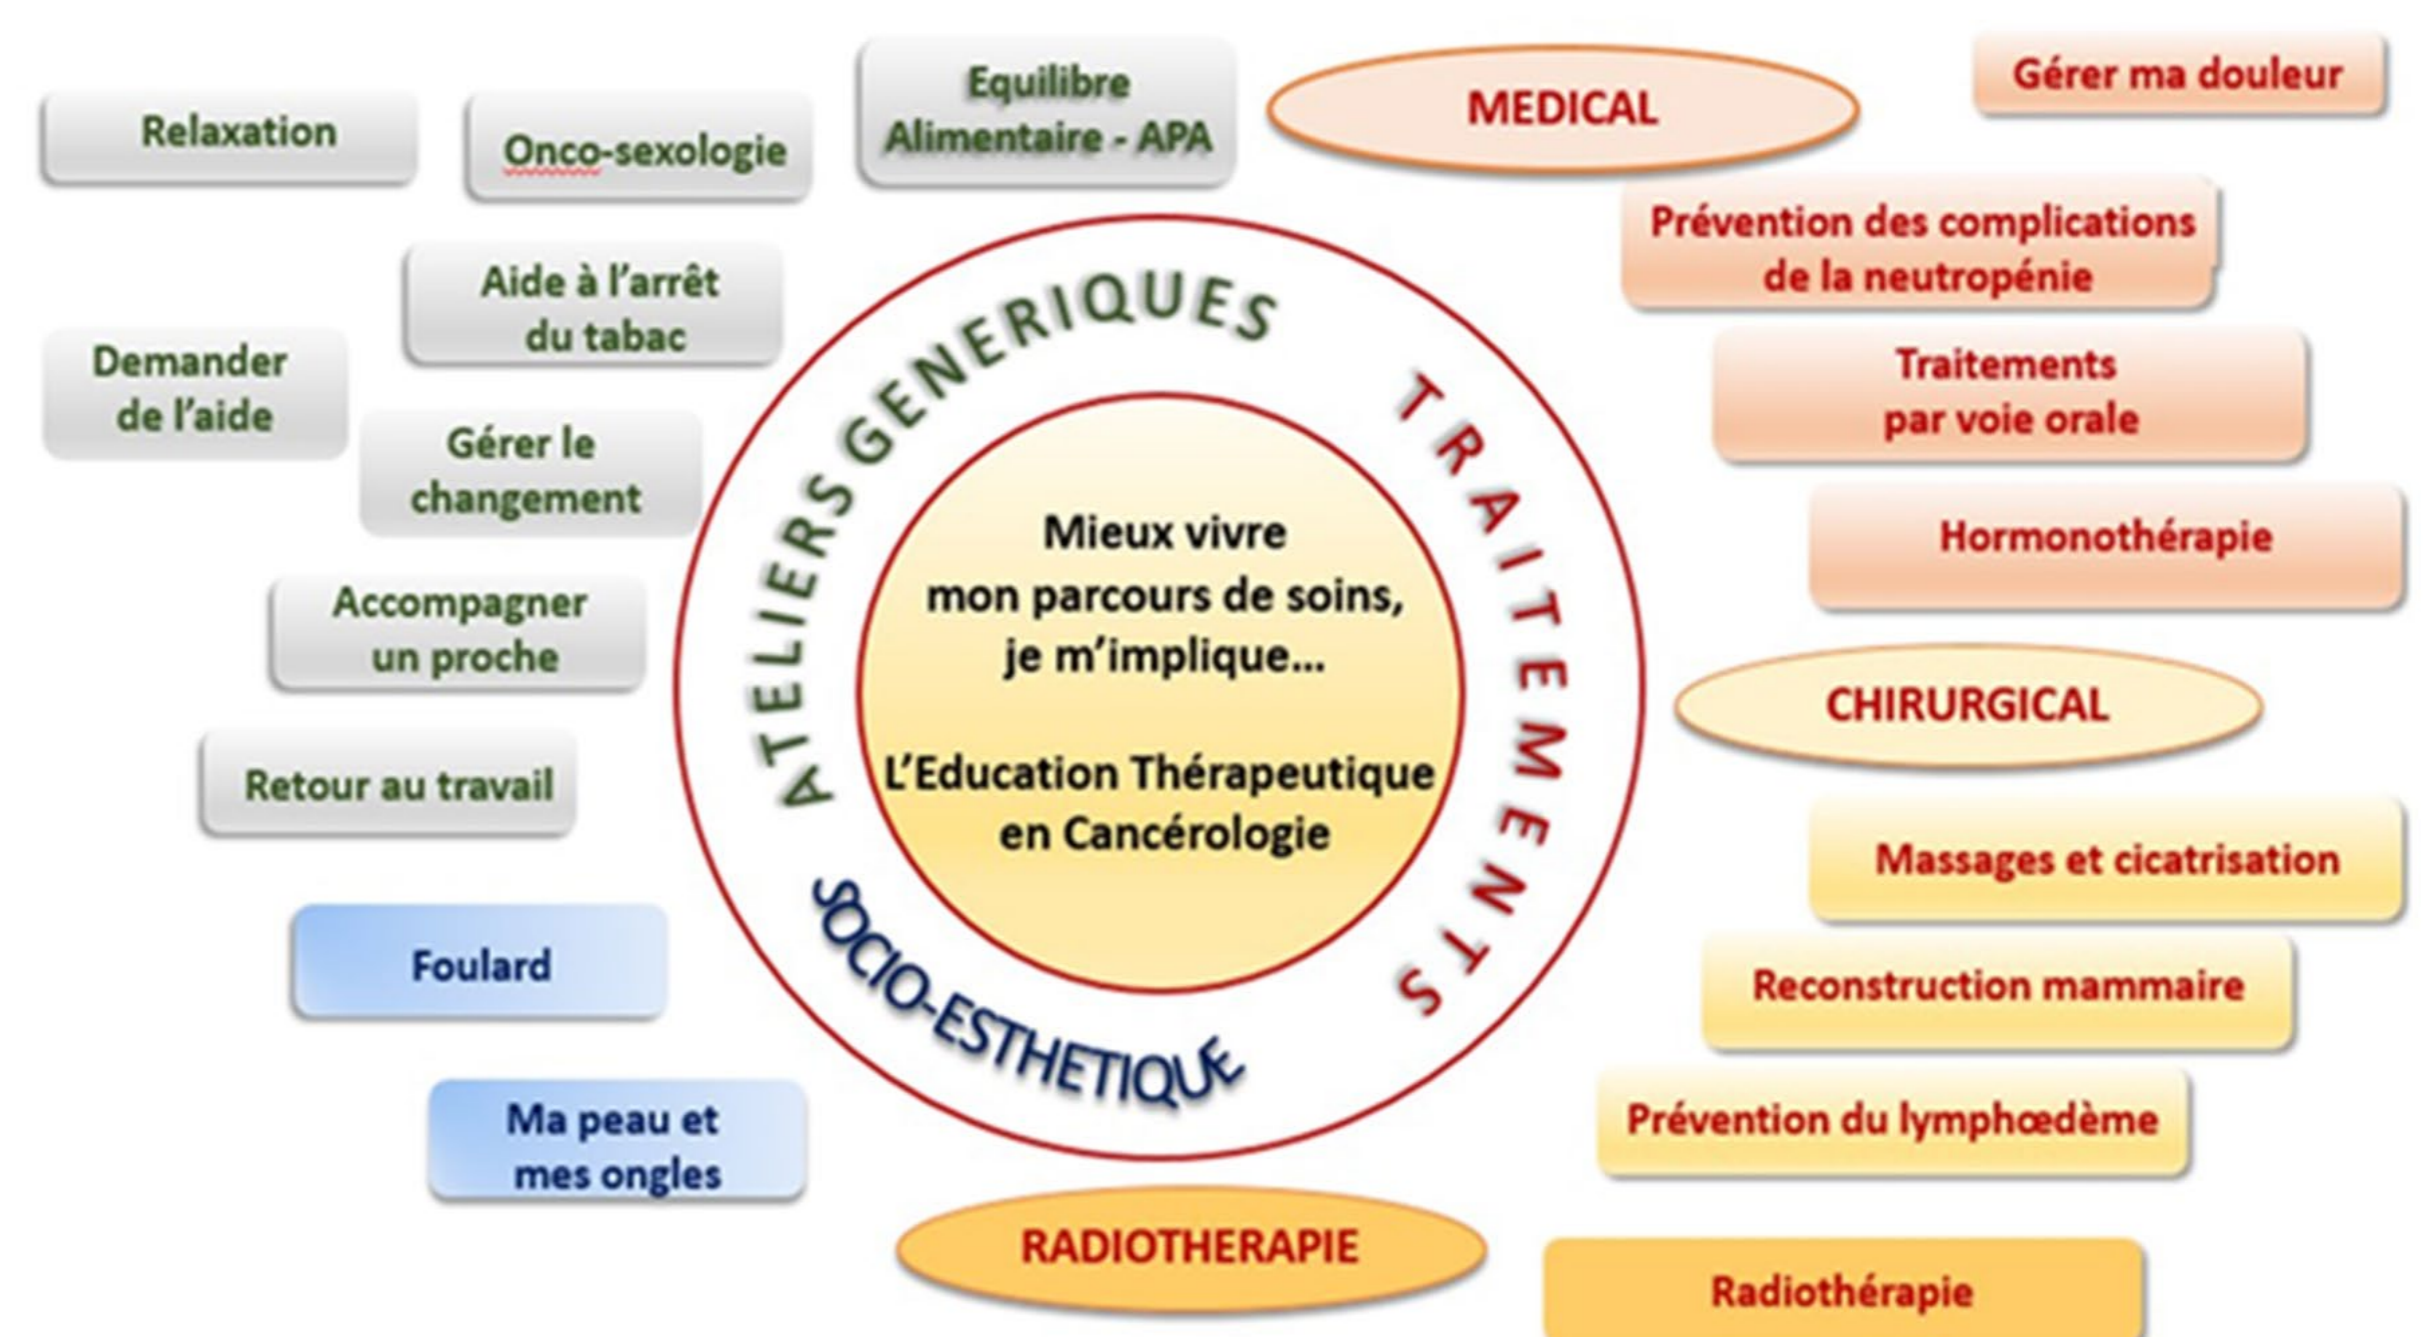 Relaxation
Onco-sexologie
Equilibre
Alimentaire - APA
Aide à l'arrêt
du tabac
Demander
de l'aide
Gérer le
changement
Accompagner
un proche
Retour au travail
Foulard
Ma peau et
mes ongles
ATELIERS GENERIQUES
TRAITEMENTS
SOCIO-ESTHETIQUE
Mieux vivre
mon parcours de soins,
je m'implique...
L'Education Thérapeutique
en Cancérologie
MEDICAL
Gérer ma douleur
Prévention des complications
de la neutropénie
Traitements
par voie orale
Hormonothérapie
CHIRURGICAL
Massages et cicatrisation
Reconstruction mammaire
Prévention du lymphœdème
RADIOTHERAPIE
Radiothérapie